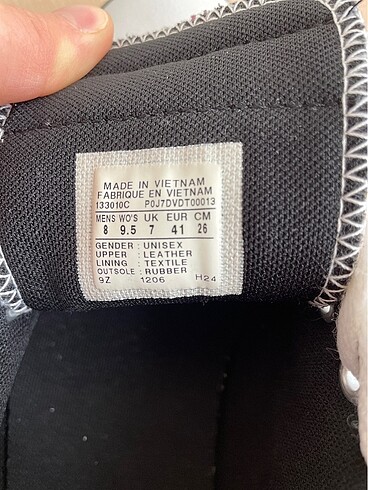 MADE IN VIETNAM
FABRIQUE EN VIETNAM
133010C P0J7DVDT00013
MENS WO'S UK EUR CM
8 9.5 7 41 26
GENDER : UNISEX
UPPER : LEATHER
LINING : TEXTILE
OUTSOLE : RUBBER
9Z 1206 H24